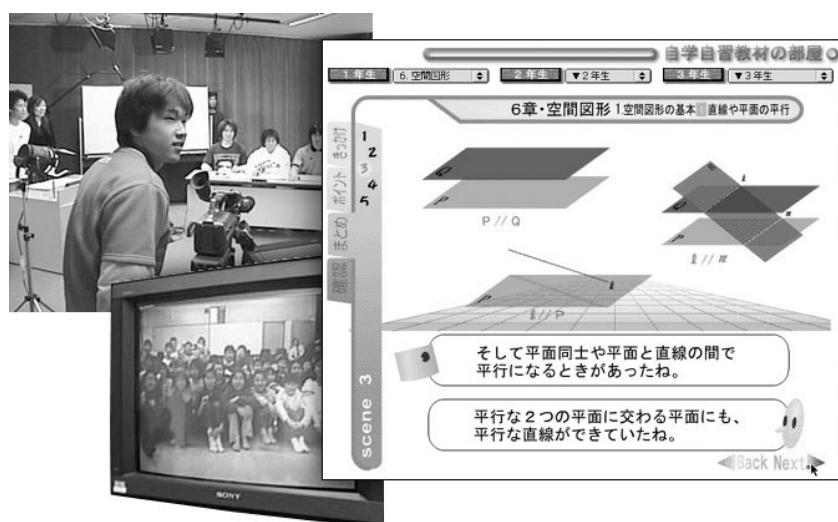 自学自習教材の部屋
1年生 6.空間図形 2年生 ▼2年生 3年生 ▼3年生
6章・空間図形 1.空間図形の基本 1 直線や平面の平行
きっかけ
ポイント
まとめ
確認
1
2
3
4
5
Q
P
P // Q
ℓ
Q
P
ℓ // m
ℓ
P
ℓ // P
そして平面同士や平面と直線の間で
平行になるときがあったね。
平行な2つの平面に交わる平面にも、
平行な直線ができていたね。
scene 3
Back Next
SONY